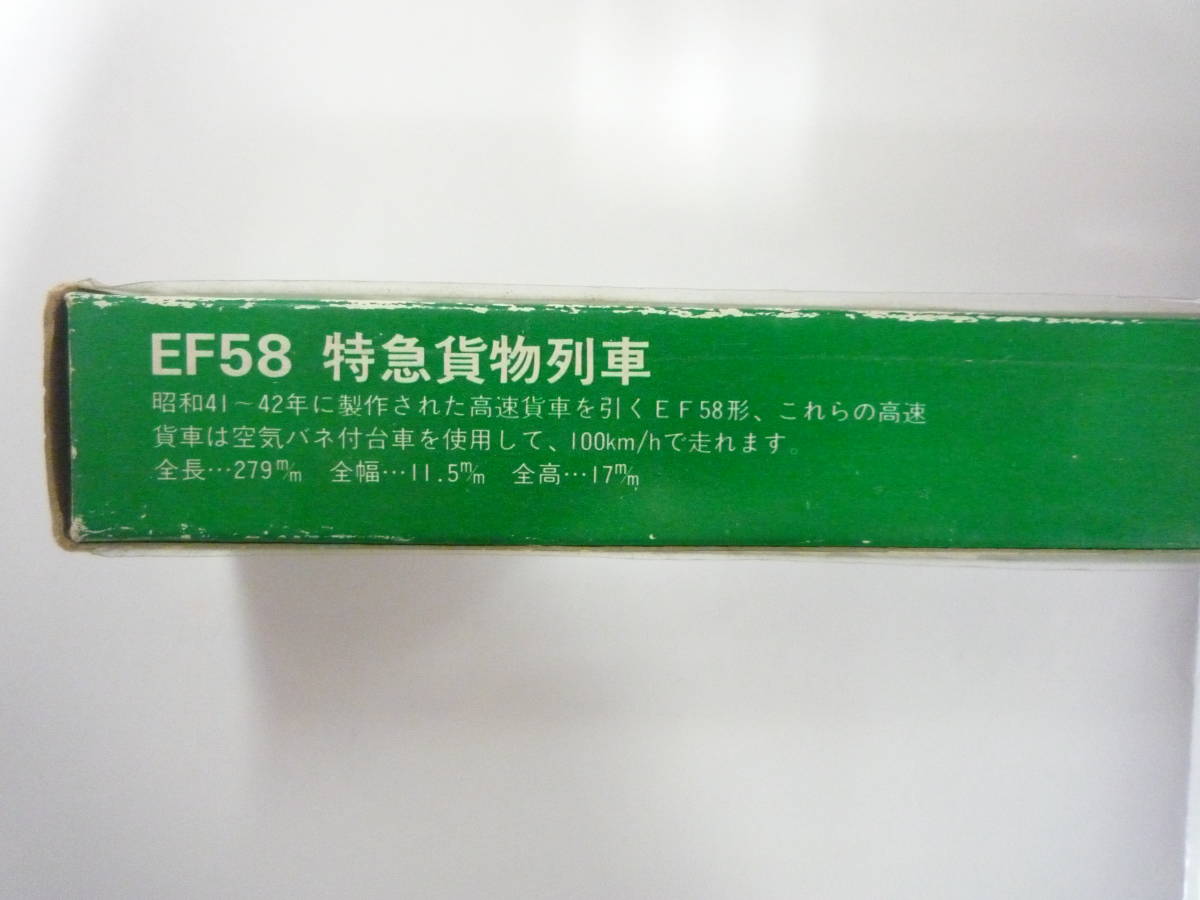 EF58 特急貨物列車
昭和41～42年に製作された高速貨車を引くEF58形、これらの高速
貨車は空気バネ付台車を使用して、100km/hで走れます。
全長…279m/m 全幅…11.5m/m 全高…17m/m